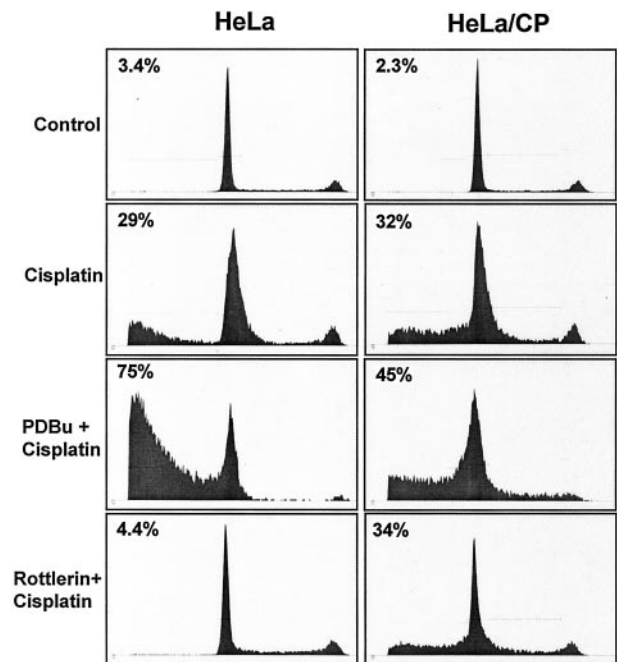 HeLa HeLa/CP
Control 3.4% 2.3%
Cisplatin 29% 32%
PDBu +
Cisplatin 75% 45%
Rottlerin+
Cisplatin 4.4% 34%